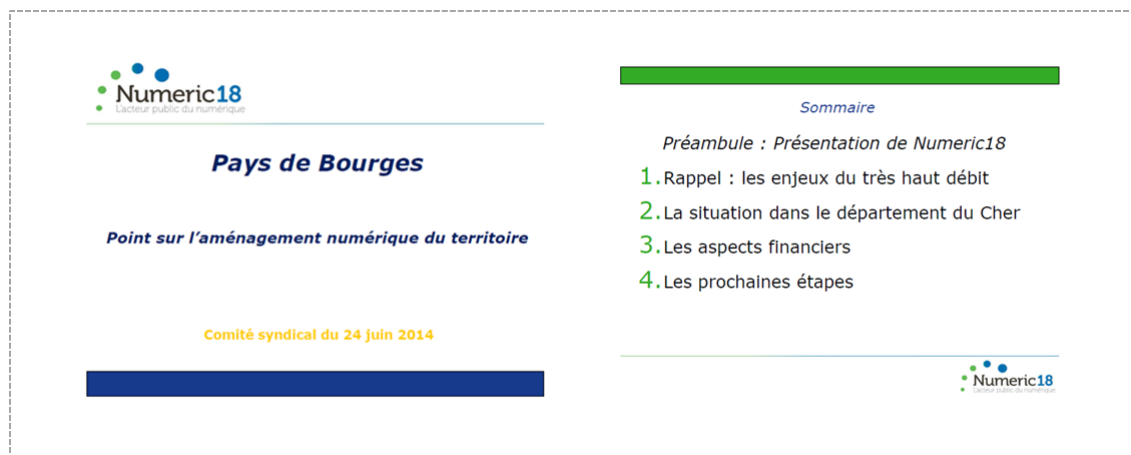 Numeric18
L'acteur public du numérique
Pays de Bourges
Point sur l'aménagement numérique du territoire
Comité syndical du 24 juin 2014
Sommaire
Préambule : Présentation de Numeric18
1. Rappel : les enjeux du très haut débit
2. La situation dans le département du Cher
3. Les aspects financiers
4. Les prochaines étapes
Numeric18
L'acteur public du numérique